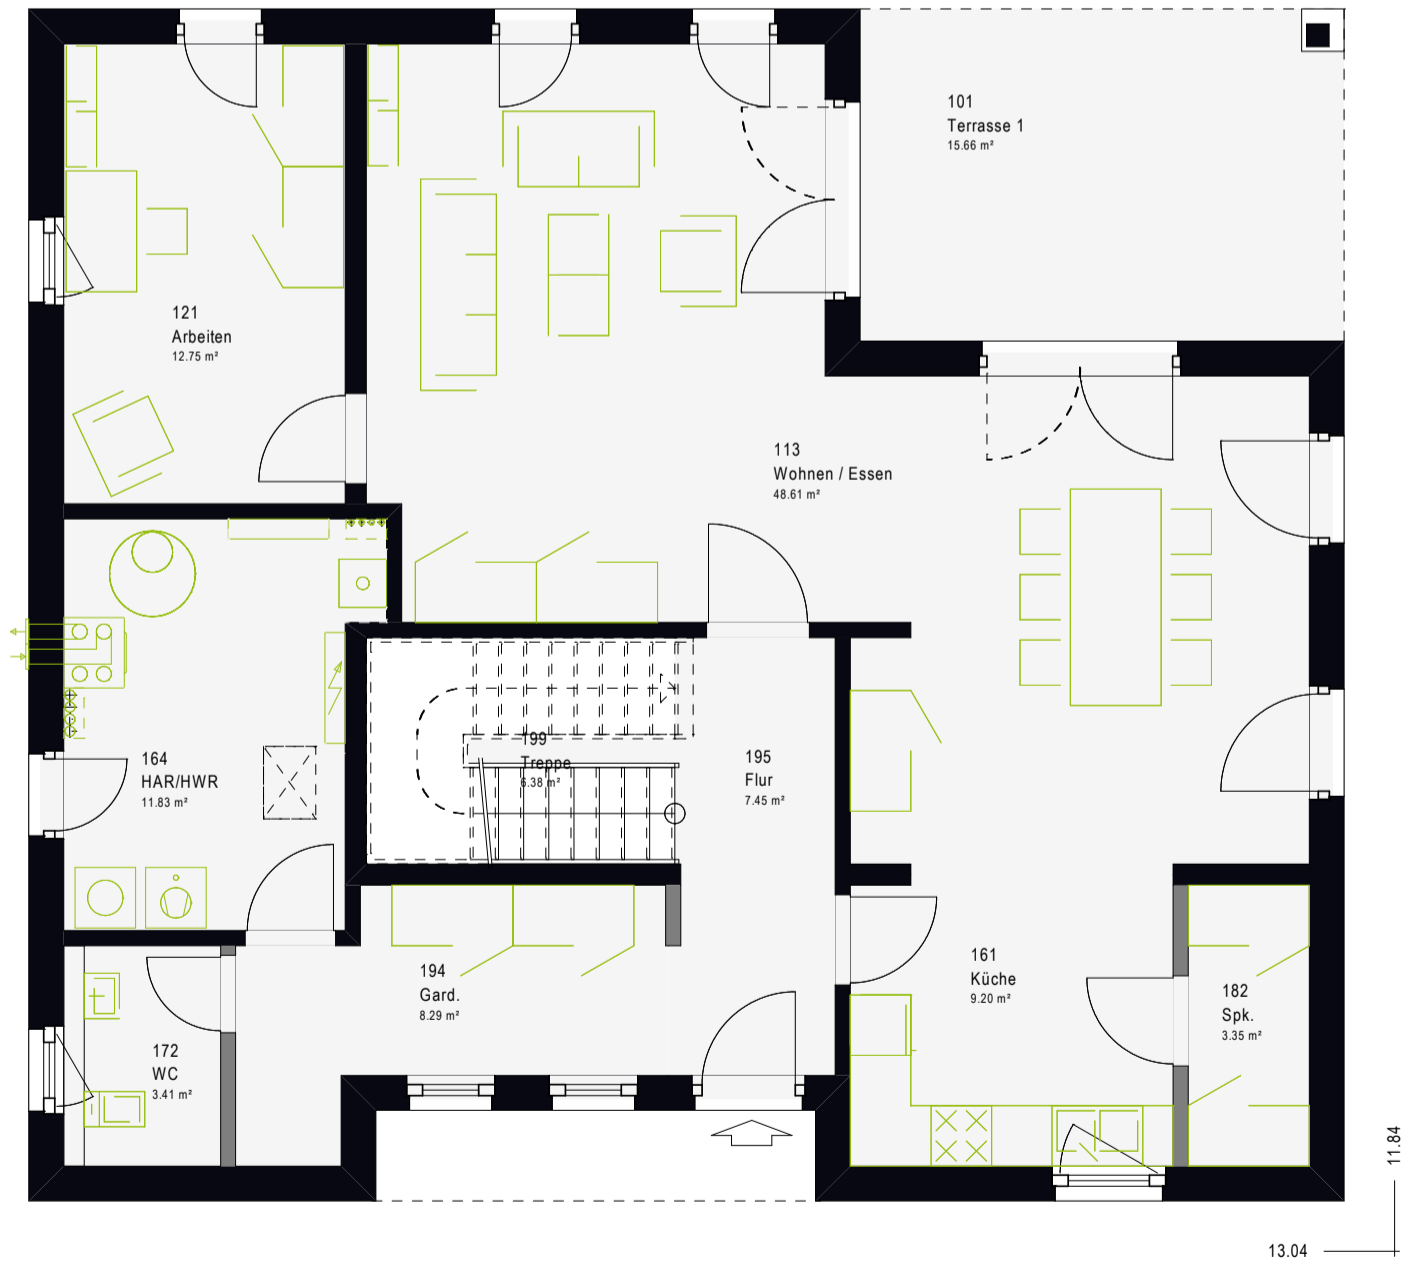 101
Terrasse 1
15.66 m²
121
Arbeiten
12.75 m²
113
Wohnen / Essen
48.61 m²
199
Treppe
6.38 m²
195
Flur
7.45 m²
164
HAR/HWR
11.83 m²
194
Gard.
8.29 m²
161
Küche
9.20 m²
182
Spk.
3.35 m²
172
WC
3.41 m²
11.84
13.04